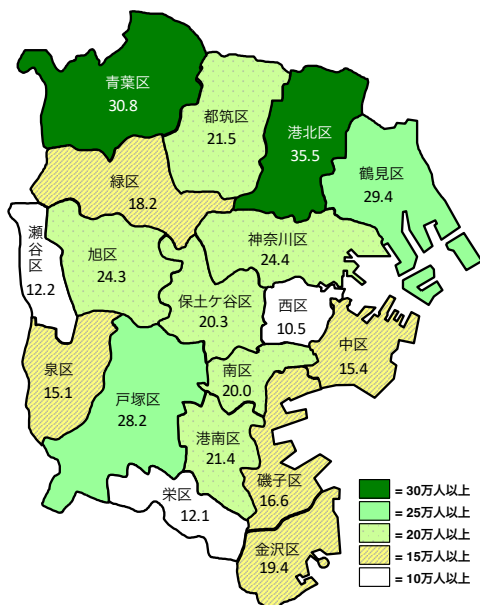 青葉区
30.8
都筑区
21.5
港北区
35.5
鶴見区
29.4
緑区
18.2
瀬谷区
12.2
旭区
24.3
神奈川区
24.4
保土ケ谷区
20.3
西区
10.5
中区
15.4
泉区
15.1
戸塚区
28.2
南区
20.0
港南区
21.4
磯子区
16.6
栄区
12.1
金沢区
19.4
= 30万人以上
= 25万人以上
= 20万人以上
= 15万人以上
= 10万人以上